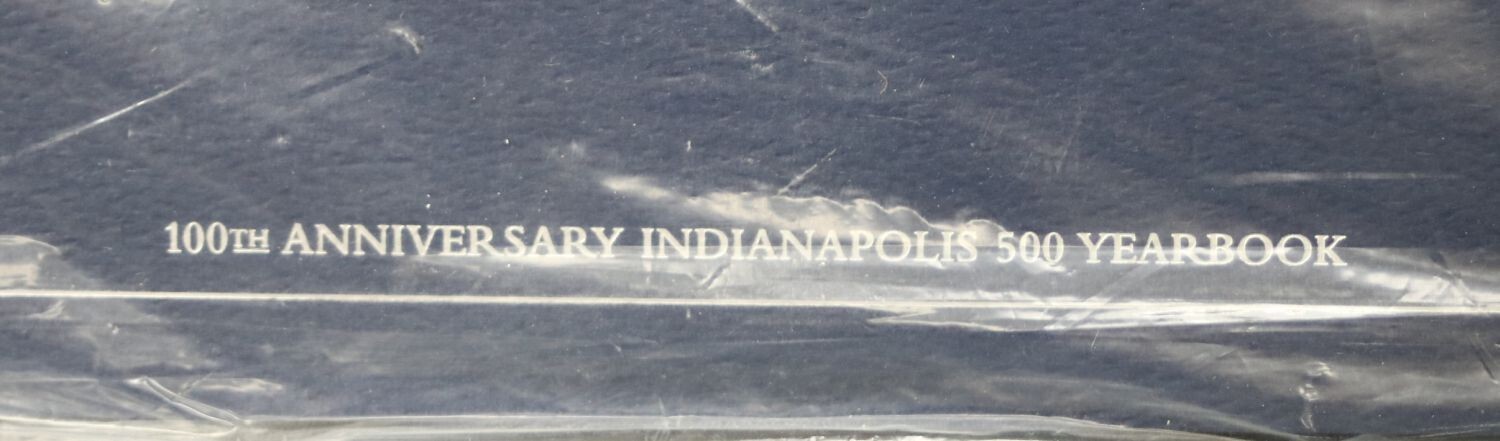 100TH ANNIVERSARY INDIANAPOLIS 500 YEARBOOK